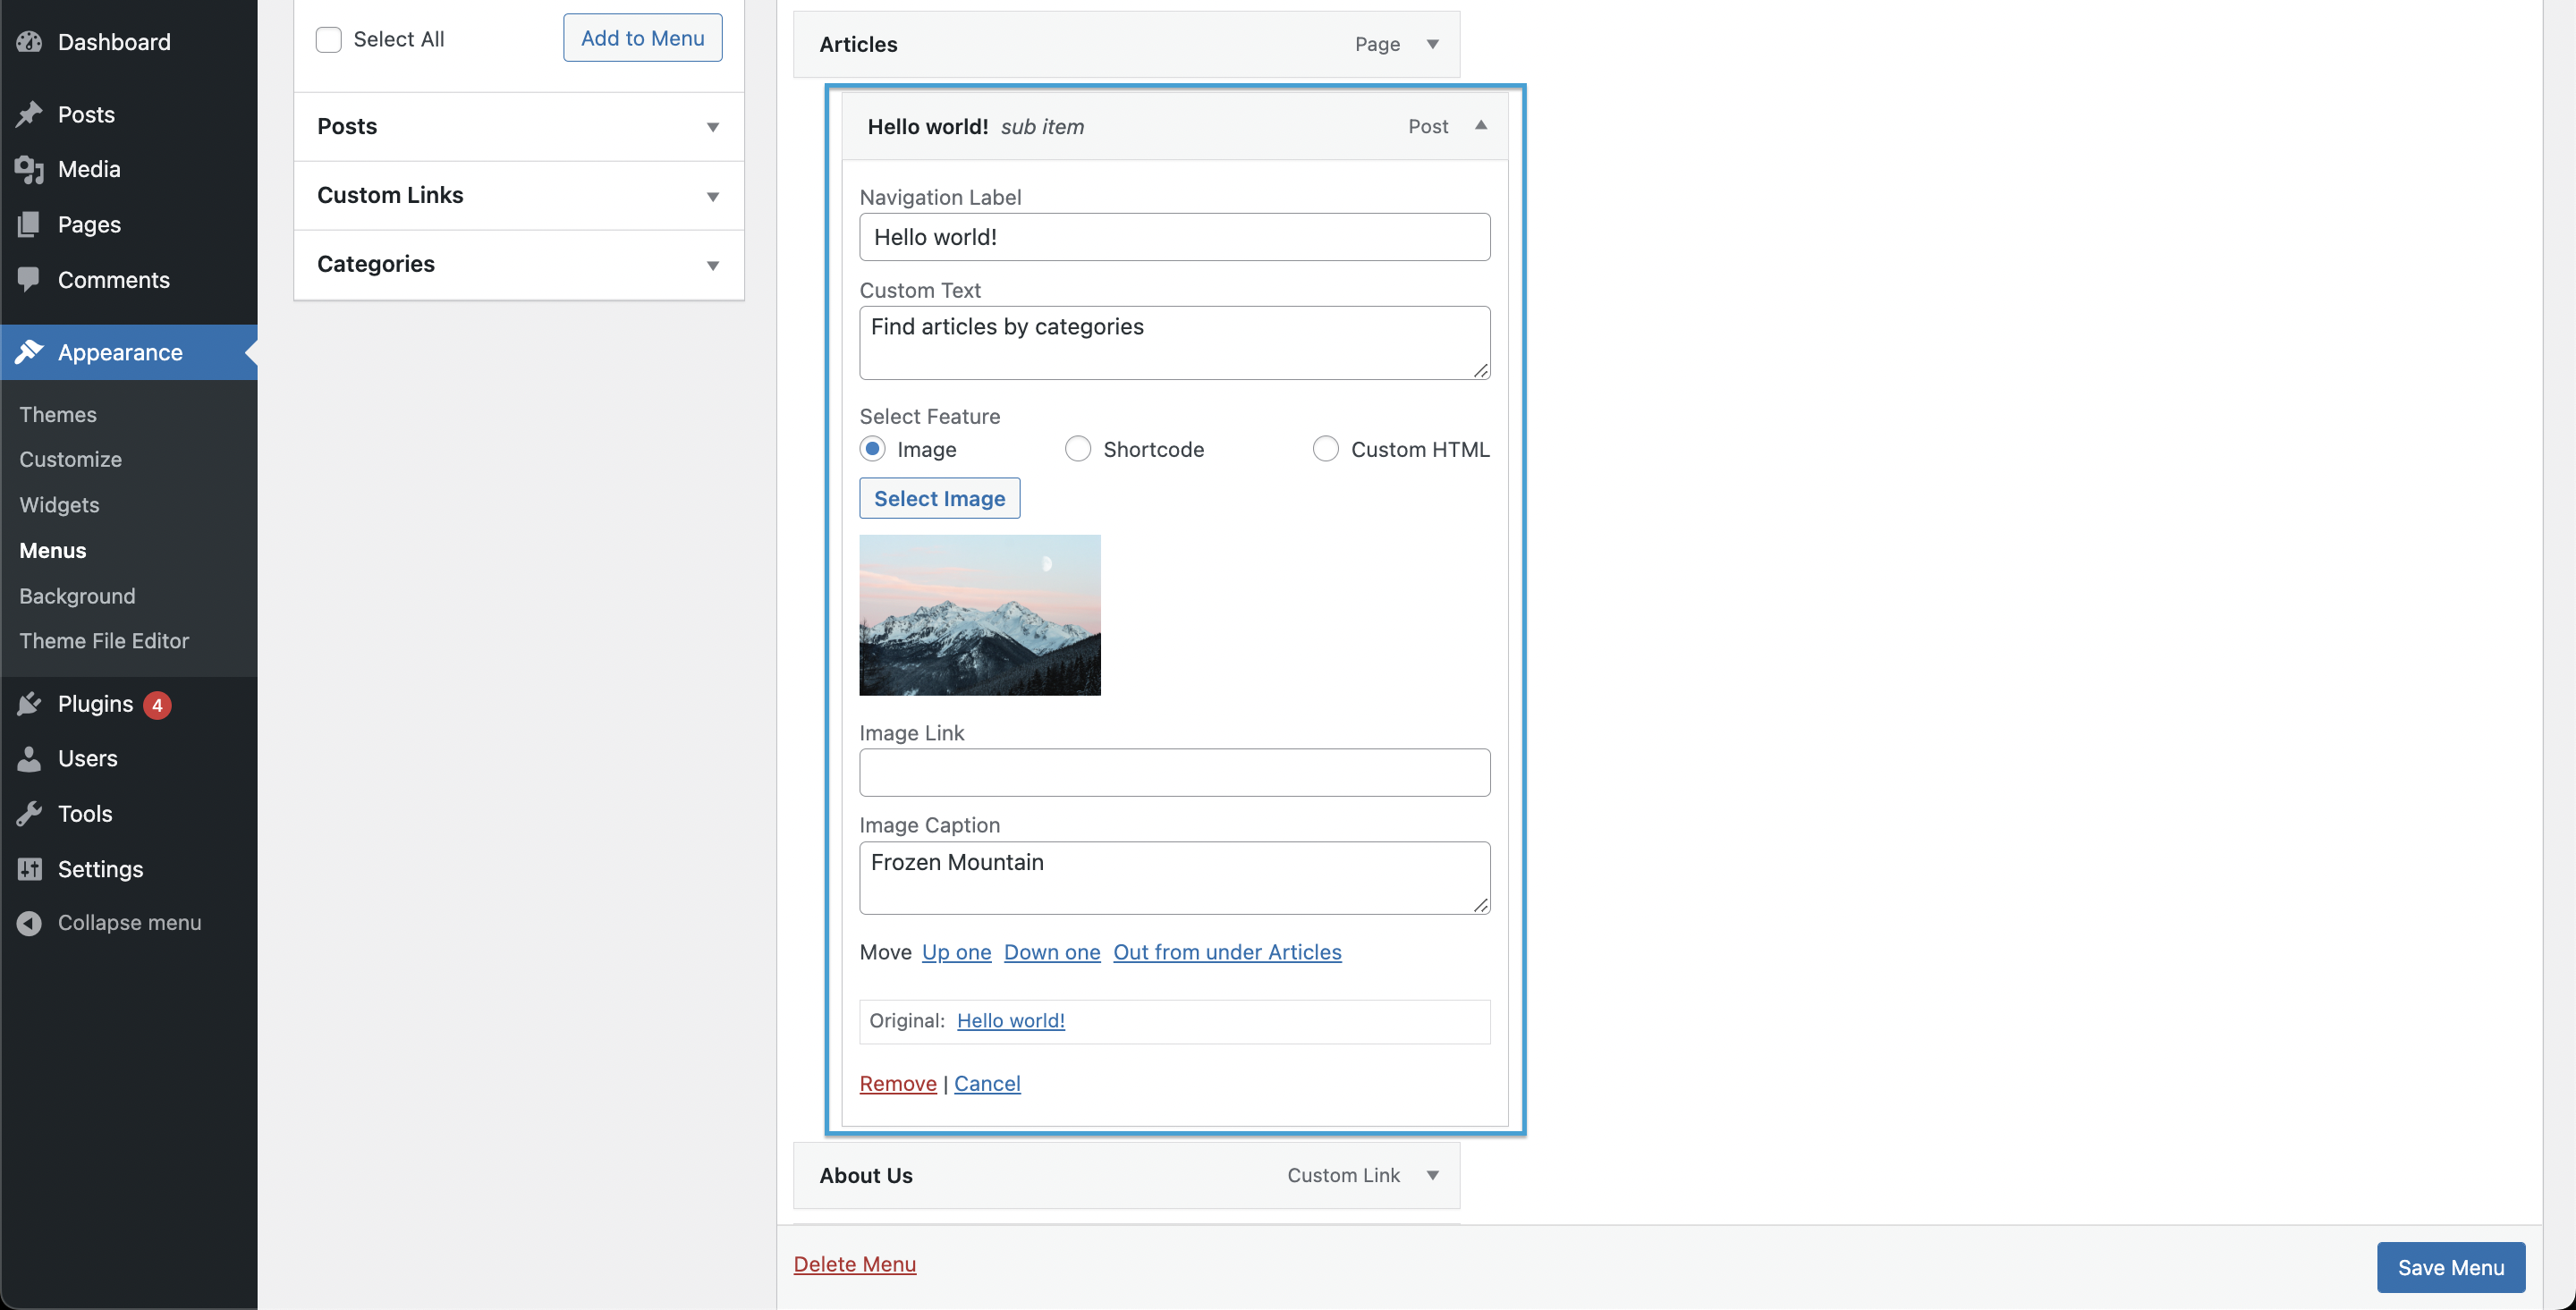 Dashboard
Posts
Media
Pages
Comments
Appearance
Themes
Customize
Widgets
Menus
Background
Theme File Editor
Plugins 4
Users
Tools
Settings
Collapse menu
Select All Add to Menu
Posts
Custom Links
Categories
Articles Page
Hello world! sub item Post
Navigation Label
Hello world!
Custom Text
Find articles by categories
Select Feature
Image Shortcode Custom HTML
Select Image
Image Link
Image Caption
Frozen Mountain
Move Up one Down one Out from under Articles
Original: Hello world!
Remove | Cancel
About Us Custom Link
Delete Menu Save Menu